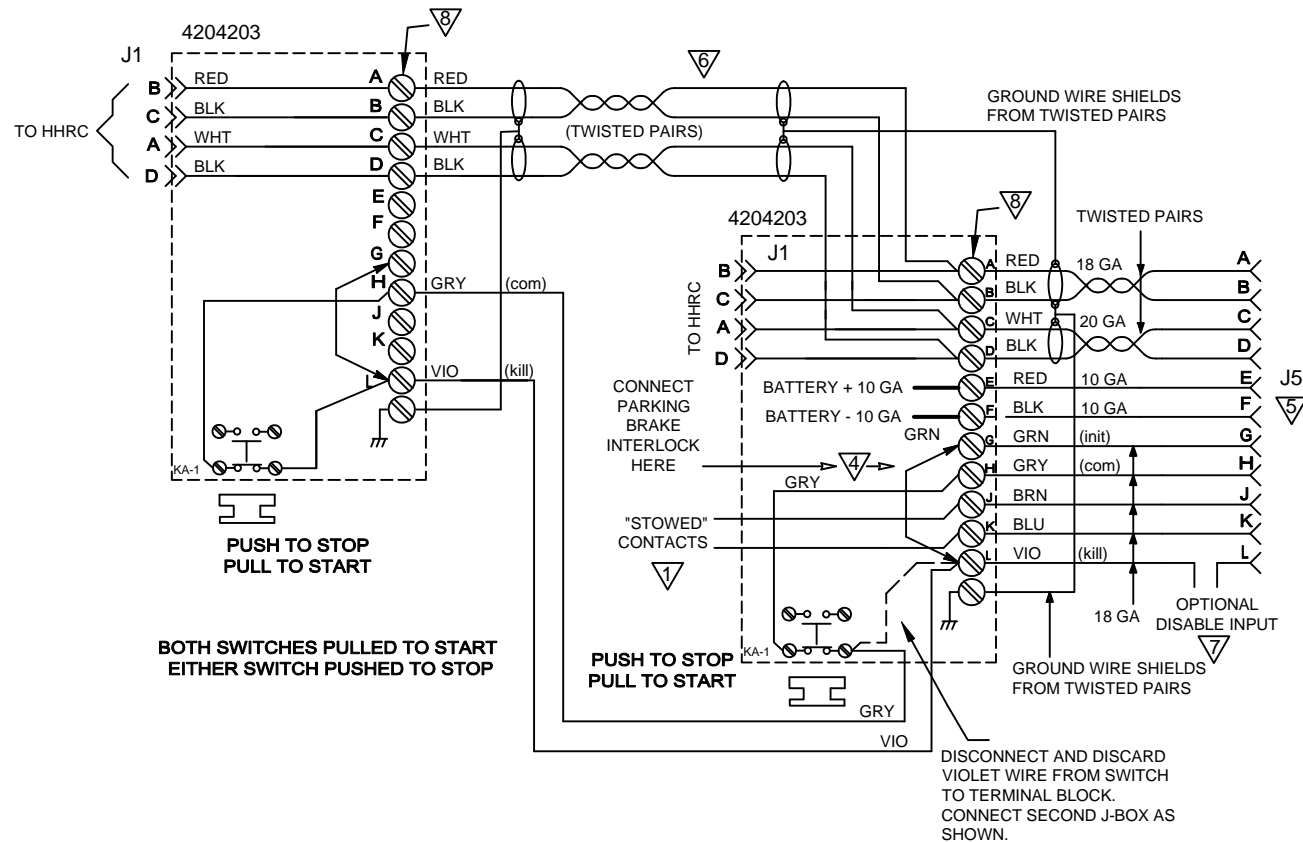 4204203
8
J1
B RED A RED
6
C BLK B BLK
GROUND WIRE SHIELDS
FROM TWISTED PAIRS
TO HHRC
A WHT C WHT
(TWISTED PAIRS)
D BLK D BLK
E
F
G
H GRY (com)
J
K
L VIO (kill)
KA-1
PUSH TO STOP
PULL TO START
BOTH SWITCHES PULLED TO START
EITHER SWITCH PUSHED TO STOP
4204203
8
TWISTED PAIRS
J1
B A RED 18 GA A
C B BLK B
TO HHRC
A C WHT 20 GA C
D D BLK D
CONNECT
PARKING
BRAKE
INTERLOCK
HERE
BATTERY + 10 GA E RED 10 GA E
J5
5
BATTERY - 10 GA F BLK 10 GA F
GRN G GRN (init) G
4
GRY H GRY (com) H
J BRN J
"STOWED"
CONTACTS
1
K BLU K
L VIO (kill) L
18 GA
OPTIONAL
DISABLE INPUT
7
KA-1
PUSH TO STOP
PULL TO START
GROUND WIRE SHIELDS
FROM TWISTED PAIRS
GRY
VIO
DISCONNECT AND DISCARD
VIOLET WIRE FROM SWITCH
TO TERMINAL BLOCK.
CONNECT SECOND J-BOX AS
SHOWN.